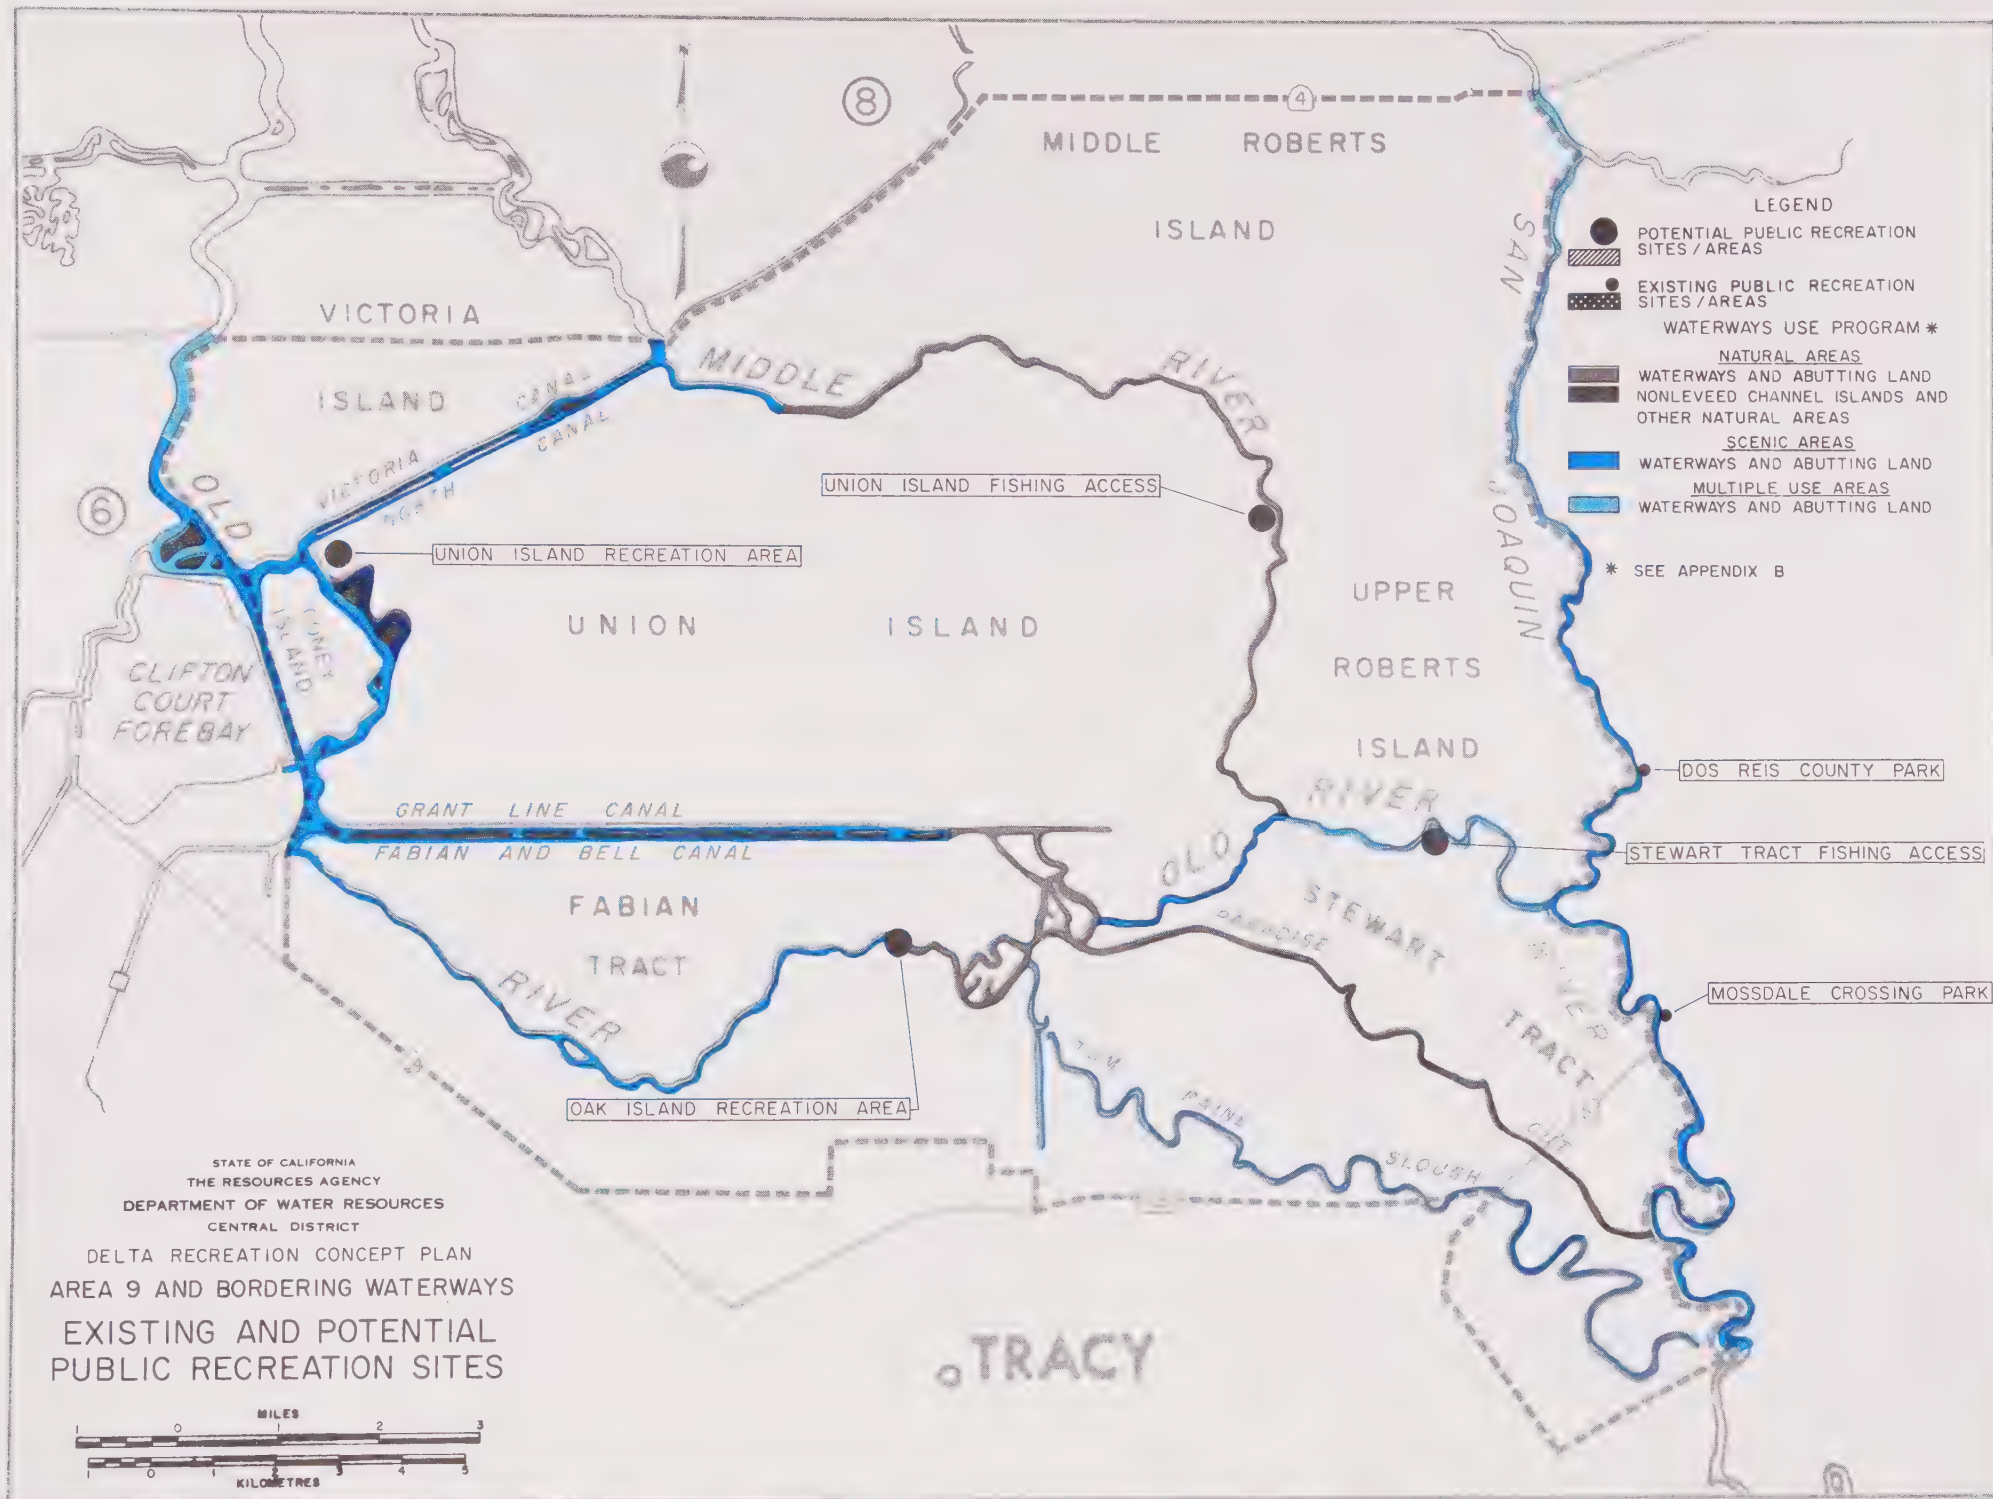 8
4
MIDDLE ROBERTS
ISLAND
SAN
JOAQUIN
RIVER
LEGEND
POTENTIAL PUBLIC RECREATION
SITES / AREAS
EXISTING PUBLIC RECREATION
SITES / AREAS
WATERWAYS USE PROGRAM *
NATURAL AREAS
WATERWAYS AND ABUTTING LAND
NONLEVEED CHANNEL ISLANDS AND
OTHER NATURAL AREAS
SCENIC AREAS
WATERWAYS AND ABUTTING LAND
MULTIPLE USE AREAS
WATERWAYS AND ABUTTING LAND
* SEE APPENDIX B
VICTORIA
ISLAND
MIDDLE
RIVER
VICTORIA CANAL
NORTH CANAL
6
OLD
UNION ISLAND FISHING ACCESS
UNION ISLAND RECREATION AREA
UNION ISLAND
CONEY
ISLAND
CLIFTON
COURT
FOREBAY
UPPER
ROBERTS
ISLAND
DOS REIS COUNTY PARK
GRANT LINE CANAL
FABIAN AND BELL CANAL
OLD
RIVER
STEWART TRACT FISHING ACCESS
FABIAN
TRACT
RIVER
PARADISE
CUT
STEWART
TRACT
MOSSDALE CROSSING PARK
OAK ISLAND RECREATION AREA
TOM
PAINE
SLOUGH
STATE OF CALIFORNIA
THE RESOURCES AGENCY
DEPARTMENT OF WATER RESOURCES
CENTRAL DISTRICT
DELTA RECREATION CONCEPT PLAN
AREA 9 AND BORDERING WATERWAYS
EXISTING AND POTENTIAL
PUBLIC RECREATION SITES
TRACY
MILES
1 0 1 2 3
1 0 1 2 3 4 5
KILOMETRES